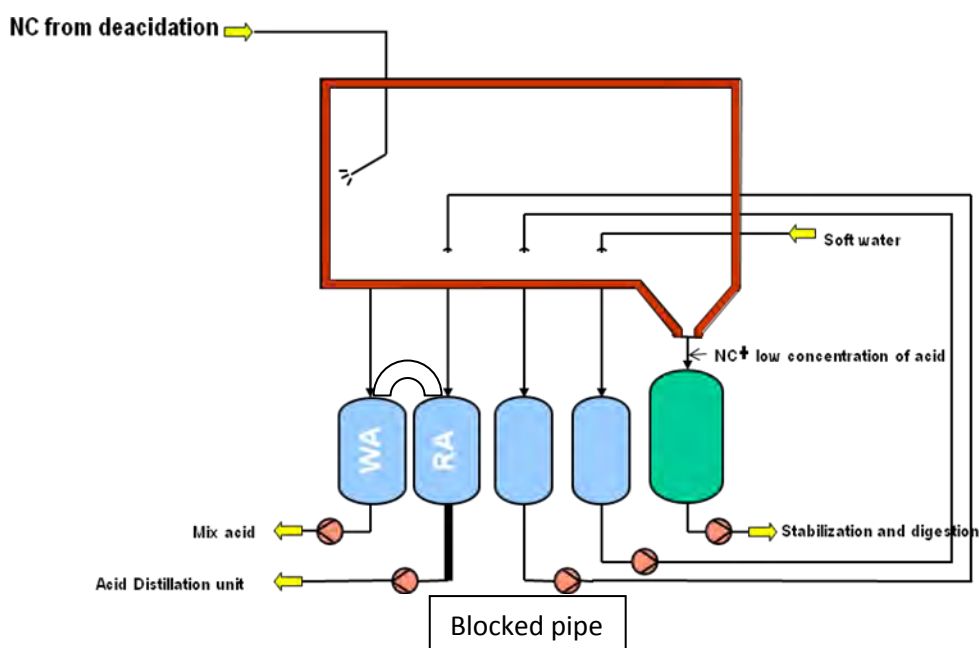 NC from deacidation
Soft water
NC+ low concentration of acid
WA
RA
Mix acid
Stabilization and digestion
Acid Distillation unit
Blocked pipe